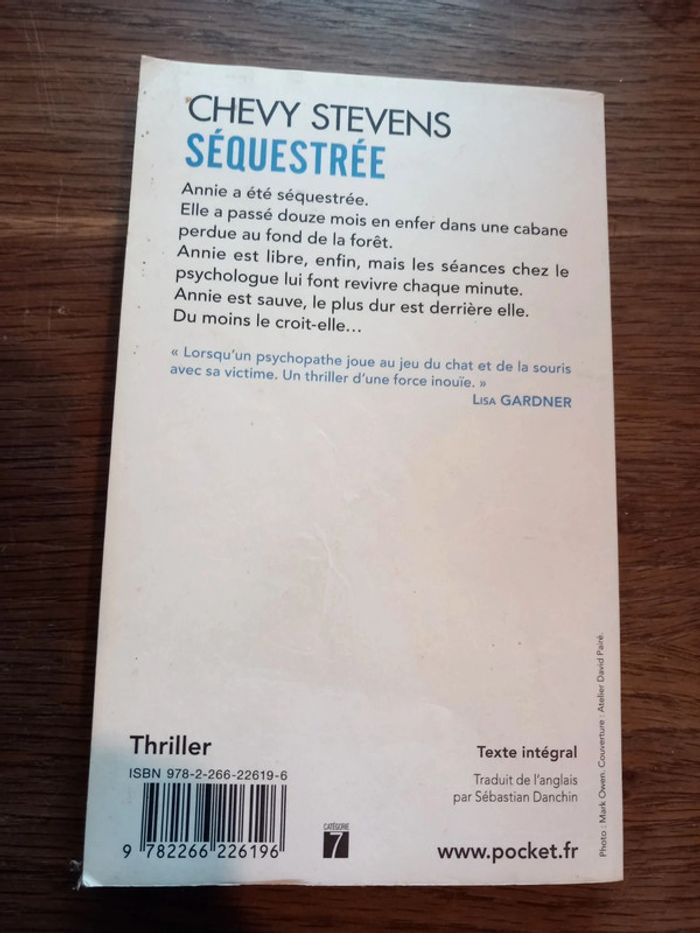 CHEVY STEVENS
SÉQUESTRÉE
Annie a été séquestrée.
Elle a passé douze mois en enfer dans une cabane
perdue au fond de la forêt.
Annie est libre, enfin, mais les séances chez le
psychologue lui font revivre chaque minute.
Annie est sauve, le plus dur est derrière elle.
Du moins le croit-elle…
« Lorsqu'un psychopathe joue au jeu du chat et de la souris
avec sa victime. Un thriller d'une force inouïe. »
LISA GARDNER
Photo : Mark Owen. Couverture : Atelier David Pairé.
Thriller
ISBN 978-2-266-22619-6
9 782266 226196
CATÉGORIE
7
Texte intégral
Traduit de l'anglais
par Sébastian Danchin
www.pocket.fr